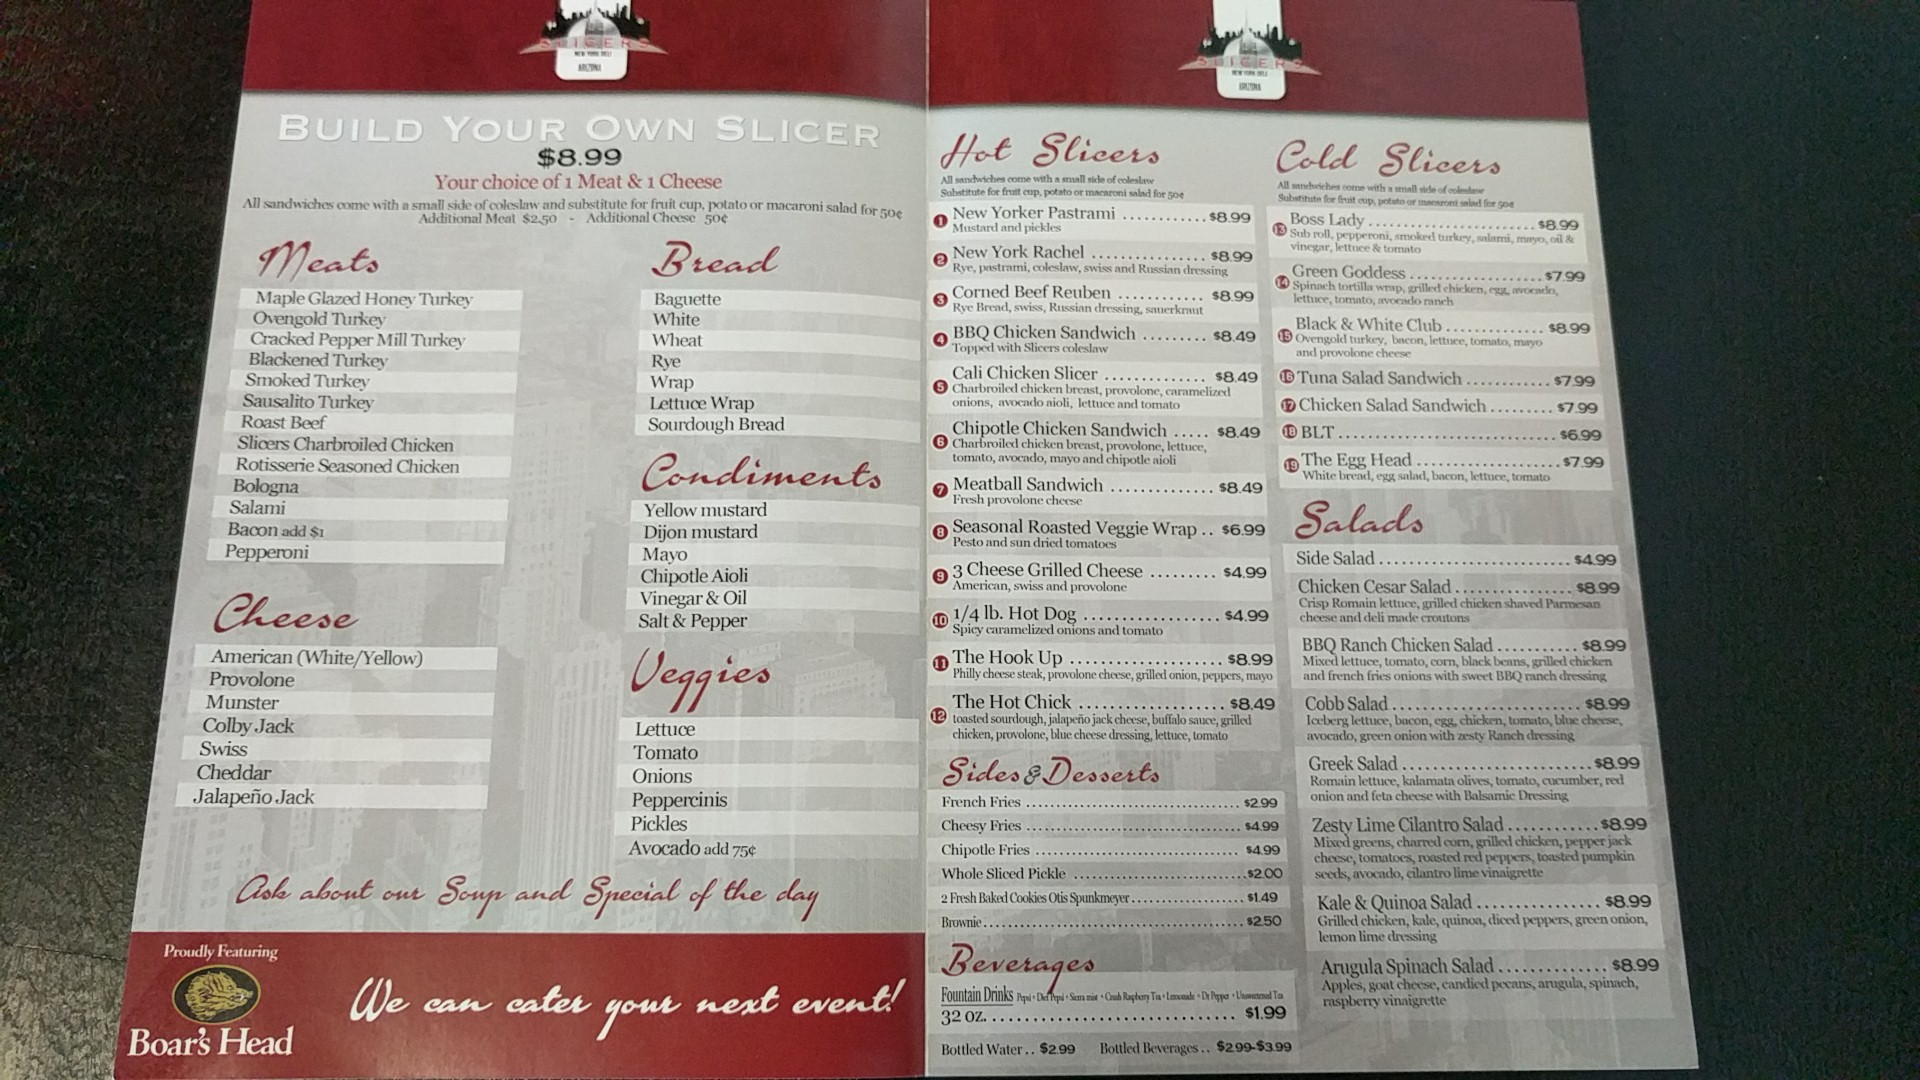 SLICERS
NEW YORK DELI
ARIZONA
BUILD YOUR OWN SLICER
$8.99
Your choice of 1 Meat & 1 Cheese
All sandwiches come with a small side of coleslaw and substitute for fruit cup, potato or macaroni salad for 50¢
Additional Meat $2.50 - Additional Cheese 50¢
Meats
Maple Glazed Honey Turkey
Ovengold Turkey
Cracked Pepper Mill Turkey
Blackened Turkey
Smoked Turkey
Sausalito Turkey
Roast Beef
Slicers Charbroiled Chicken
Rotisserie Seasoned Chicken
Bologna
Salami
Bacon add $1
Pepperoni
Cheese
American (White/Yellow)
Provolone
Munster
Colby Jack
Swiss
Cheddar
Jalapeño Jack
Bread
Baguette
White
Wheat
Rye
Wrap
Lettuce Wrap
Sourdough Bread
Condiments
Yellow mustard
Dijon mustard
Mayo
Chipotle Aioli
Vinegar & Oil
Salt & Pepper
Veggies
Lettuce
Tomato
Onions
Peppercinis
Pickles
Avocado add 75¢
Ask about our Soup and Special of the day
Proudly Featuring
Boar's Head
We can cater your next event!
SLICERS
NEW YORK DELI
ARIZONA
Hot Slicers
All sandwiches come with a small side of coleslaw
Substitute for fruit cup, potato or macaroni salad for 50¢
1 New Yorker Pastrami ............ $8.99
Mustard and pickles
2 New York Rachel ................ $8.99
Rye, pastrami, coleslaw, swiss and Russian dressing
3 Corned Beef Reuben ............ $8.99
Rye Bread, swiss, Russian dressing, sauerkraut
4 BBQ Chicken Sandwich ......... $8.49
Topped with Slicers coleslaw
5 Cali Chicken Slicer .............. $8.49
Charbroiled chicken breast, provolone, caramelized
onions, avocado aioli, lettuce and tomato
6 Chipotle Chicken Sandwich ..... $8.49
Charbroiled chicken breast, provolone, lettuce,
tomato, avocado, mayo and chipotle aioli
7 Meatball Sandwich ............. $8.49
Fresh provolone cheese
8 Seasonal Roasted Veggie Wrap .. $6.99
Pesto and sun dried tomatoes
9 3 Cheese Grilled Cheese ......... $4.99
American, swiss and provolone
10 1/4 lb. Hot Dog .................. $4.99
Spicy caramelized onions and tomato
11 The Hook Up .................... $8.99
Philly cheese steak, provolone cheese, grilled onion, peppers, mayo
12 The Hot Chick .................... $8.49
toasted sourdough, jalapeño jack cheese, buffalo sauce, grilled
chicken, provolone, blue cheese dressing, lettuce, tomato
Sides & Desserts
French Fries ........................................ $2.99
Cheesy Fries ........................................ $4.99
Chipotle Fries ...................................... $4.99
Whole Sliced Pickle ................................ $2.00
2 Fresh Baked Cookies Otis Spunkmeyer ..................... $1.49
Brownie ................................................. $2.50
Beverages
Fountain Drinks Pepsi • Diet Pepsi • Sierra mist • Crush Raspberry Tea • Lemonade • Dr Pepper • Unsweetened Tea
32 oz. .............................. $1.99
Bottled Water .. $2.99 Bottled Beverages .. $2.99-$3.99
Cold Slicers
All sandwiches come with a small side of coleslaw
Substitute for fruit cup, potato or macaroni salad for 50¢
13 Boss Lady ............................ $8.99
Sub roll, pepperoni, smoked turkey, salami, mayo, oil &
vinegar, lettuce & tomato
14 Green Goddess ..................... $7.99
Spinach tortilla wrap, grilled chicken, egg, avocado,
lettuce, tomato, avocado ranch
15 Black & White Club ............. $8.99
Ovengold turkey, bacon, lettuce, tomato, mayo
and provolone cheese
16 Tuna Salad Sandwich ........... $7.99
17 Chicken Salad Sandwich ......... $7.99
18 BLT .............................. $6.99
19 The Egg Head .................... $7.99
White bread, egg salad, bacon, lettuce, tomato
Salads
Side Salad ........................... $4.99
Chicken Cesar Salad ................ $8.99
Crisp Romain lettuce, grilled chicken shaved Parmesan
cheese and deli made croutons
BBQ Ranch Chicken Salad ........... $8.99
Mixed lettuce, tomato, corn, black beans, grilled chicken
and french fries onions with sweet BBQ ranch dressing
Cobb Salad .......................... $8.99
Iceberg lettuce, bacon, egg, chicken, tomato, blue cheese,
avocado, green onion with zesty Ranch dressing
Greek Salad .......................... $8.99
Romain lettuce, kalamata olives, tomato, cucumber, red
onion and feta cheese with Balsamic Dressing
Zesty Lime Cilantro Salad ............ $8.99
Mixed greens, charred corn, grilled chicken, pepper jack
cheese, tomatoes, roasted red peppers, toasted pumpkin
seeds, avocado, cilantro lime vinaigrette
Kale & Quinoa Salad ................ $8.99
Grilled chicken, kale, quinoa, diced peppers, green onion,
lemon lime dressing
Arugula Spinach Salad .............. $8.99
Apples, goat cheese, candied pecans, arugula, spinach,
raspberry vinaigrette